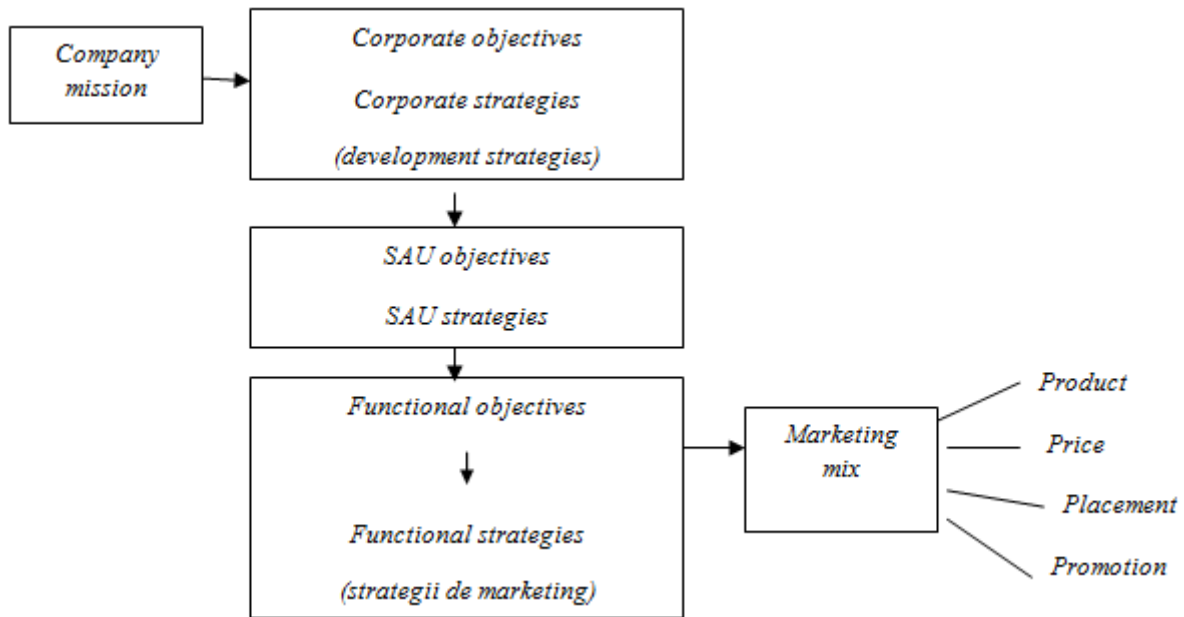 Company
mission
Corporate objectives
Corporate strategies
(development strategies)
SAU objectives
SAU strategies
Functional objectives
Functional strategies
(strategii de marketing)
Marketing
mix
Product
Price
Placement
Promotion